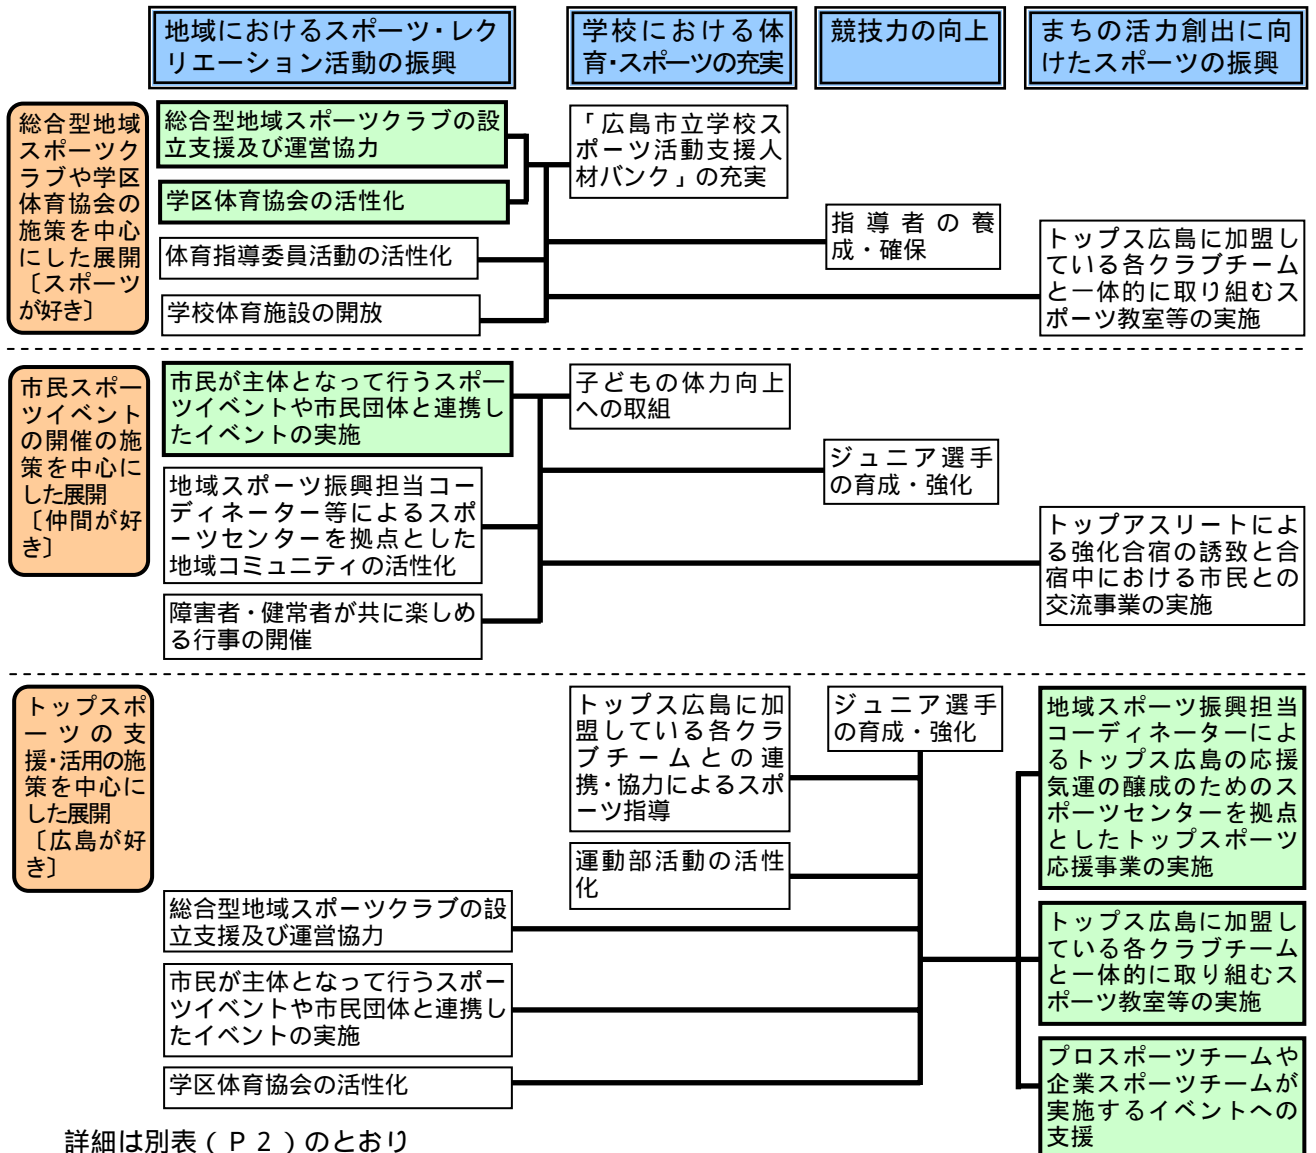 地域におけるスポーツ・レク
リエーション活動の振興
学校における体
育・スポーツの充実
競技力の向上
まちの活力創出に向
けたスポーツの振興
総合型地域
スポーツク
ラブや学区
体育協会の
施策を中心
にした展開
〔スポーツ
が好き〕
総合型地域スポーツクラブの設
立支援及び運営協力
学区体育協会の活性化
体育指導委員活動の活性化
学校体育施設の開放
「広島市立学校ス
ポーツ活動支援人
材バンク」の充実
指導者の養
成・確保
トップス広島に加盟し
ている各クラブチーム
と一体的に取り組むス
ポーツ教室等の実施
市民スポー
ツイベント
の開催の施
策を中心に
した展開
〔仲間が好
き〕
市民が主体となって行うスポー
ツイベントや市民団体と連携し
たイベントの実施
地域スポーツ振興担当コー
ディネーター等によるスポ
ーツセンターを拠点とした
地域コミュニティの活性化
障害者・健常者が共に楽しめ
る行事の開催
子どもの体力向上
への取組
ジュニア選手
の育成・強化
トップアスリートによ
る強化合宿の誘致と合
宿中における市民との
交流事業の実施
トップスポ
ーツの支
援・活用の施
策を中心に
した展開
〔広島が好
き〕
総合型地域スポーツクラブの設
立支援及び運営協力
市民が主体となって行うスポー
ツイベントや市民団体と連携し
たイベントの実施
学区体育協会の活性化
トップス広島に加
盟している各クラ
ブチームとの連
携・協力によるスポ
ーツ指導
運動部活動の活性
化
ジュニア選手
の育成・強化
地域スポーツ振興担当
コーディネーターによ
るトップス広島の応援
気運の醸成のためのス
ポーツセンターを拠点
としたトップスポーツ
応援事業の実施
トップス広島に加盟し
ている各クラブチーム
と一体的に取り組むス
ポーツ教室等の実施
プロスポーツチームや
企業スポーツチームが
実施するイベントへの
支援
詳細は別表（Ｐ２）のとおり